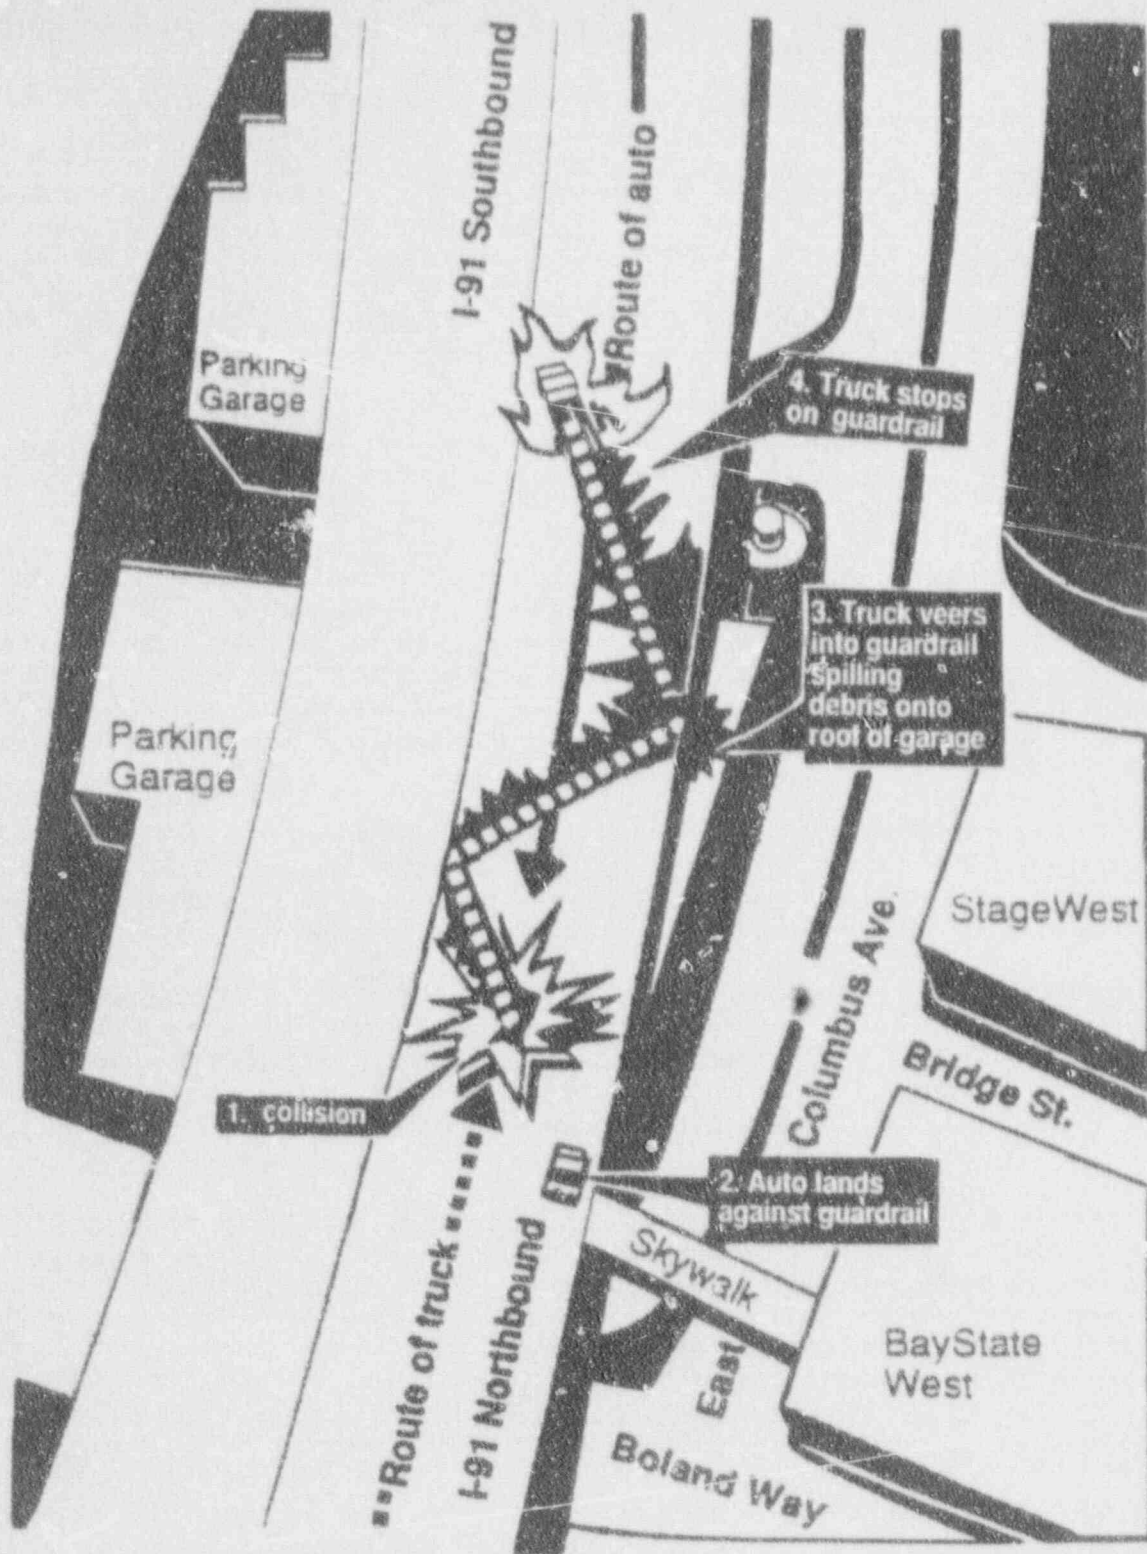 I-91 Southbound
Route of auto
Parking
Garage
4. Truck stops
on guardrail
3. Truck veers
into guardrail
spilling
debris onto
roof of garage
Parking
Garage
StageWest
Columbus Ave.
Bridge St.
1. collision
2. Auto lands
against guardrail
Skywalk
Route of truck
I-91 Northbound
East
BayState
West
Boland Way